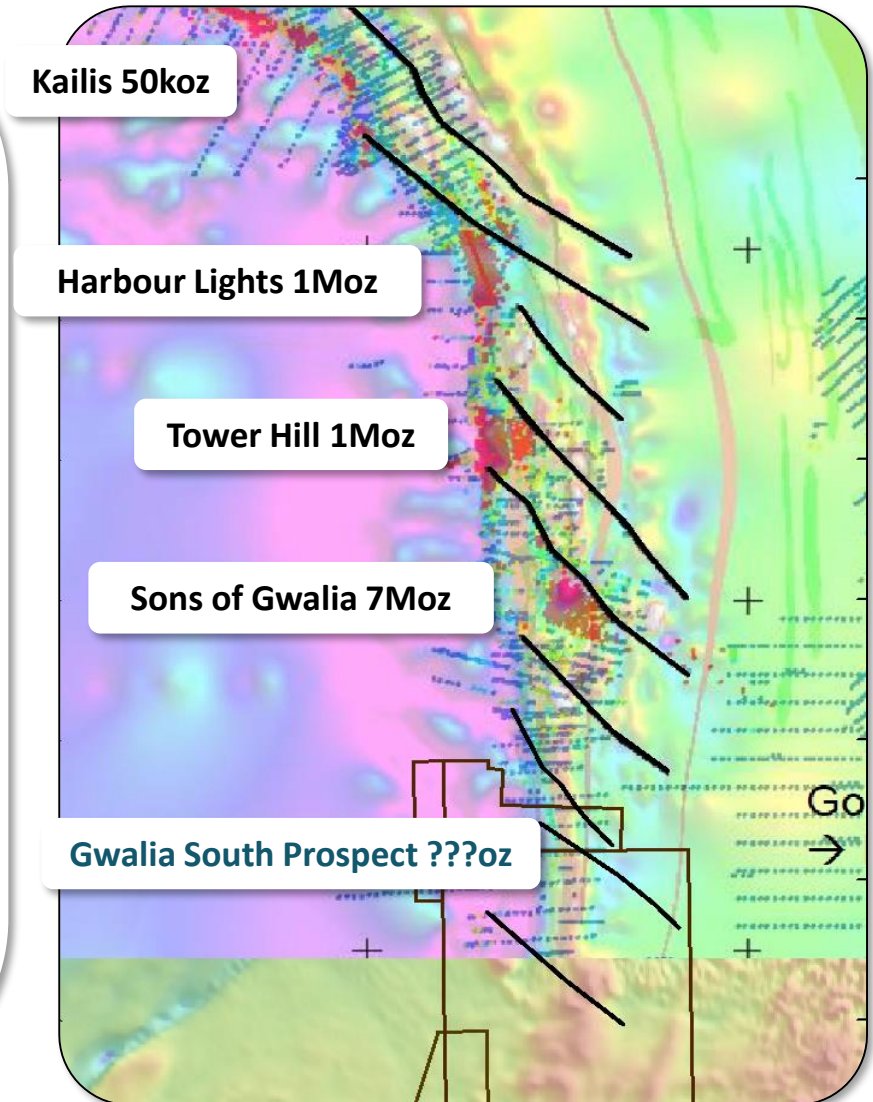 Kailis 50koz
Harbour Lights 1Moz
Tower Hill 1Moz
Sons of Gwalia 7Moz
Go
Gwalia South Prospect ???oz
→